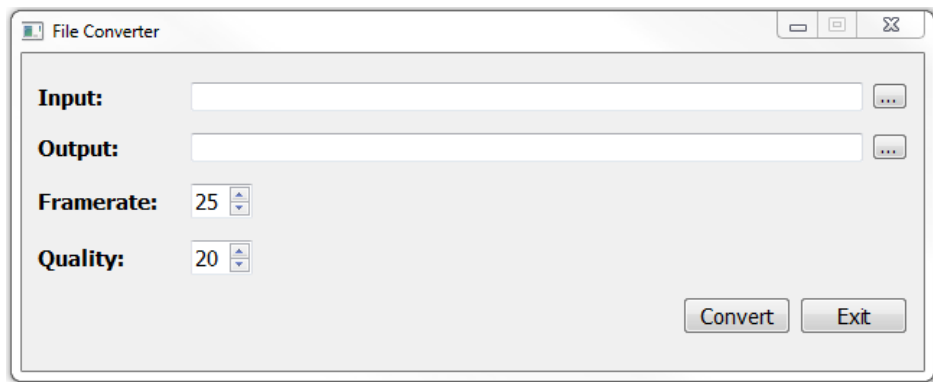 File Converter
Input: ...
Output: ...
Framerate: 25
Quality: 20
Convert Exit